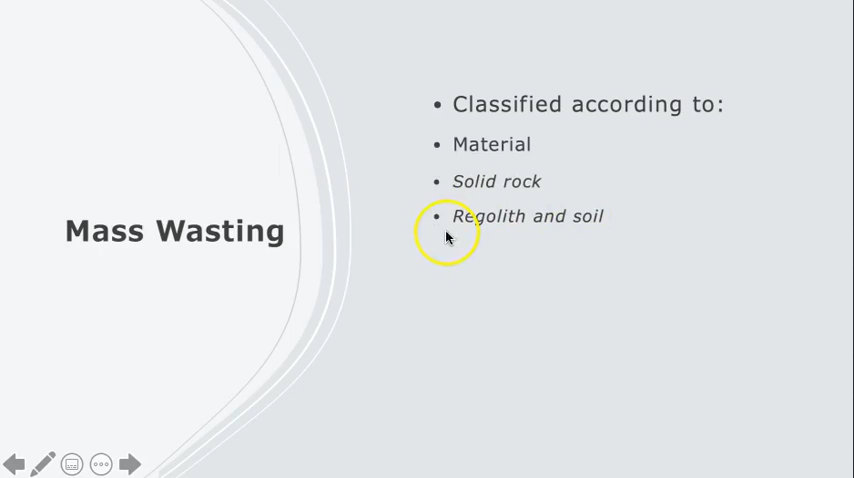 Mass Wasting
• Classified according to:
• Material
• Solid rock
• Regolith and soil